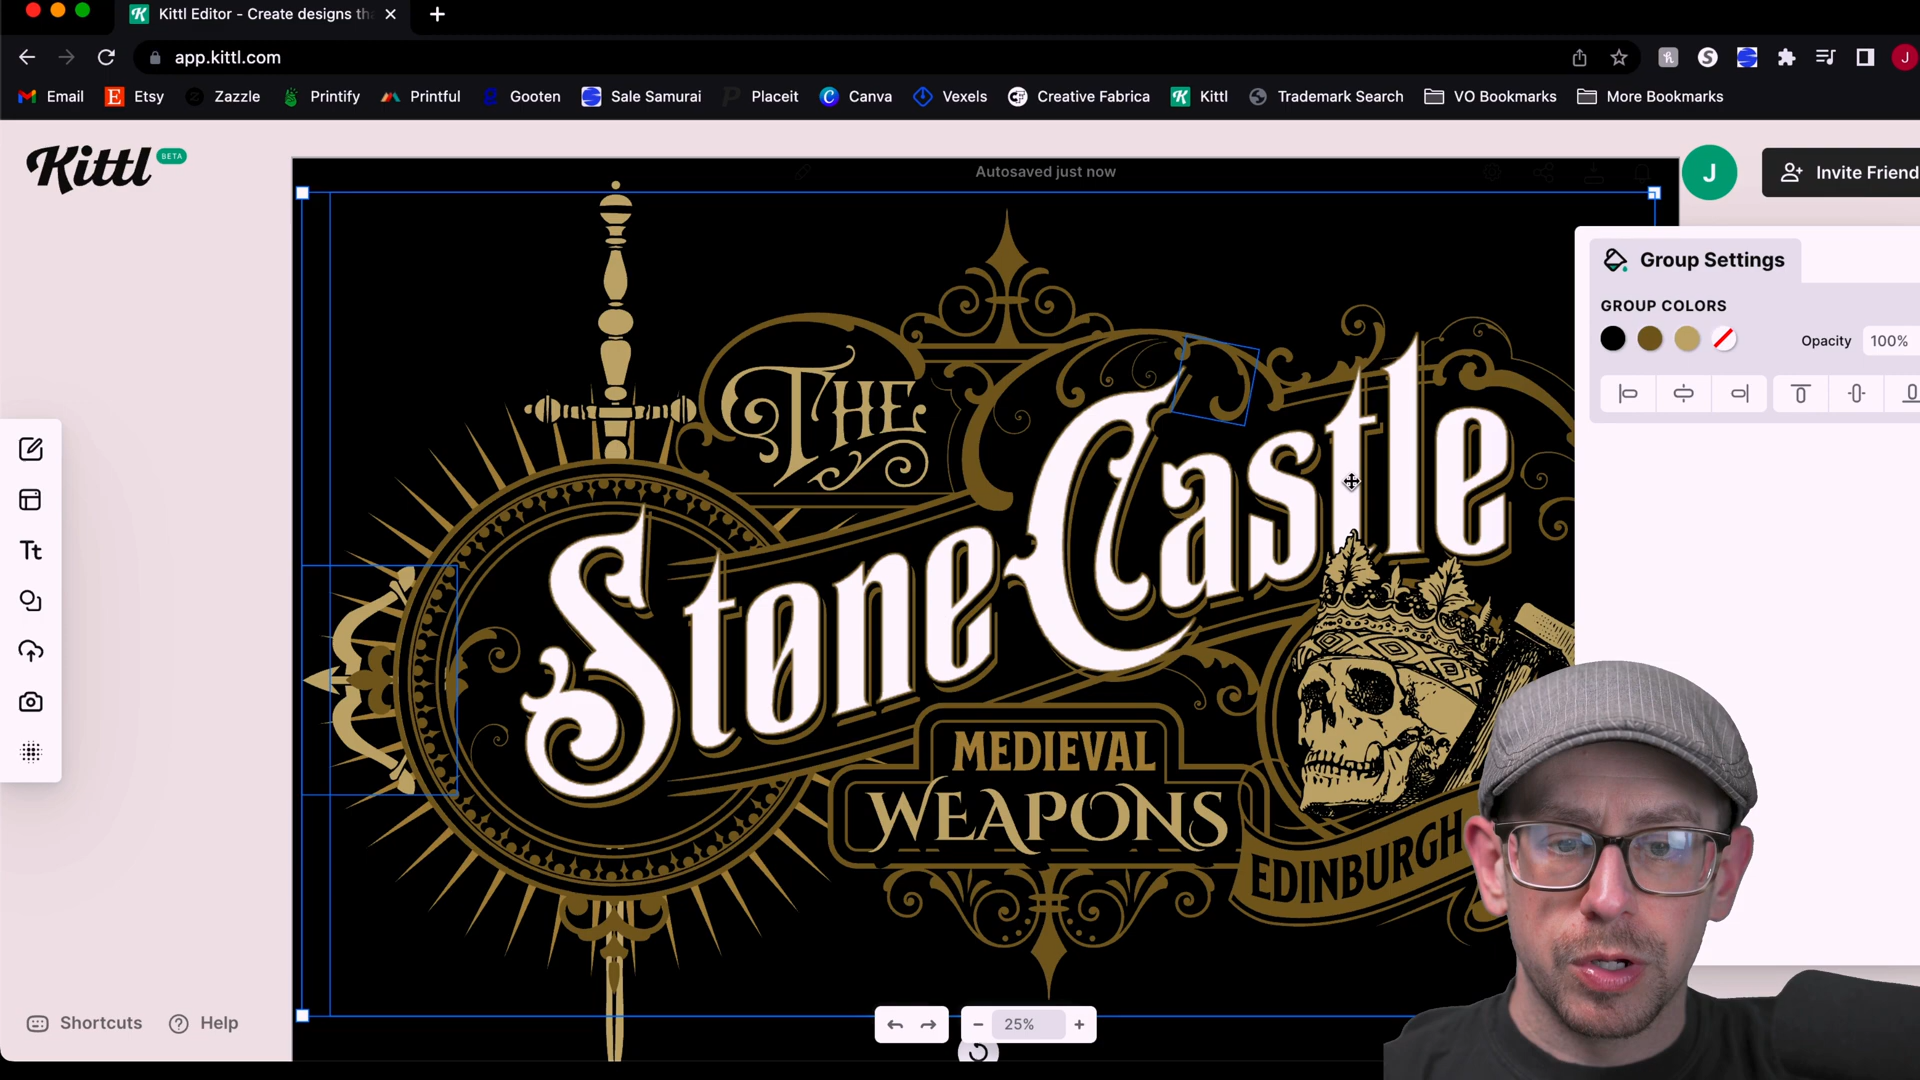 Kittl Editor - Create designs tha
app.kittl.com
J
Email
Etsy
Zazzle
Printify
Printful
Gooten
Sale Samurai
Placeit
Canva
Vexels
Creative Fabrica
Kittl
Trademark Search
VO Bookmarks
More Bookmarks
Kittl BETA
Autosaved just now
J
Invite Friend
Group Settings
GROUP COLORS
Opacity 100%
Tt
THE
Stone Castle
MEDIEVAL
WEAPONS
EDINBURGH
Shortcuts
Help
25%